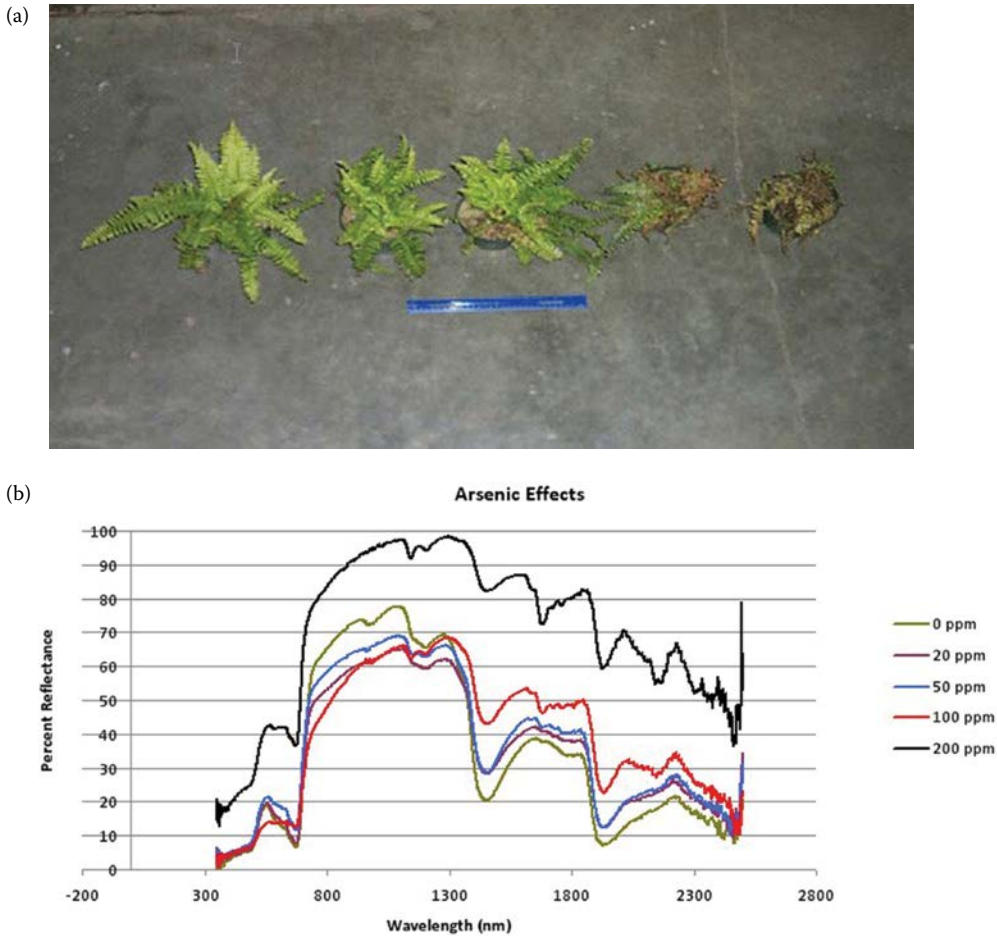 (a)
(b)
Arsenic Effects
Percent Reflectance
100
90
80
70
60
50
40
30
20
10
0
-200
300
800
1300
1800
2300
2800
Wavelength (nm)
0 ppm
20 ppm
50 ppm
100 ppm
200 ppm